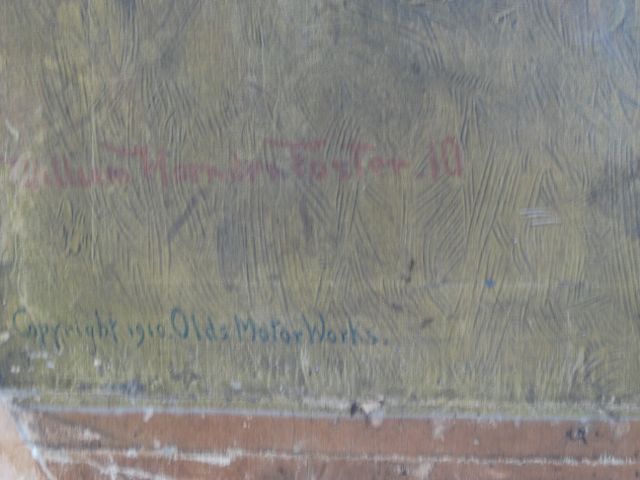 William Harnden Foster. 10
Copyright 1910. Olds Motor Works.